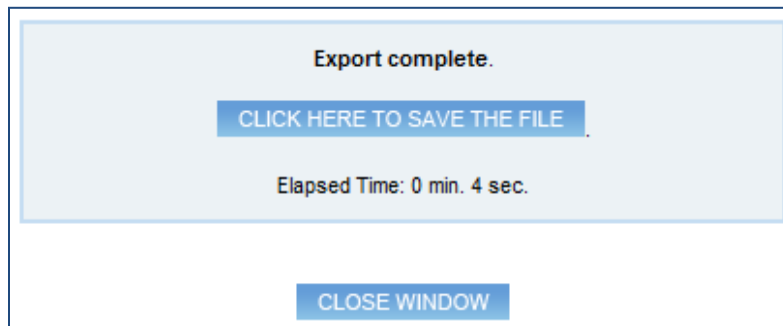 Export complete.
CLICK HERE TO SAVE THE FILE .
Elapsed Time: 0 min. 4 sec.
CLOSE WINDOW